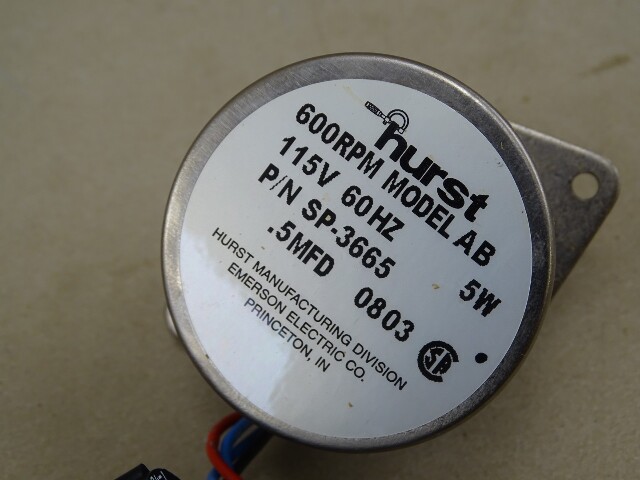 hurst
600RPM MODEL AB
115V 60HZ 5W
P/N SP-3665
.5MFD 0803
HURST MANUFACTURING DIVISION
EMERSON ELECTRIC CO.
PRINCETON, IN